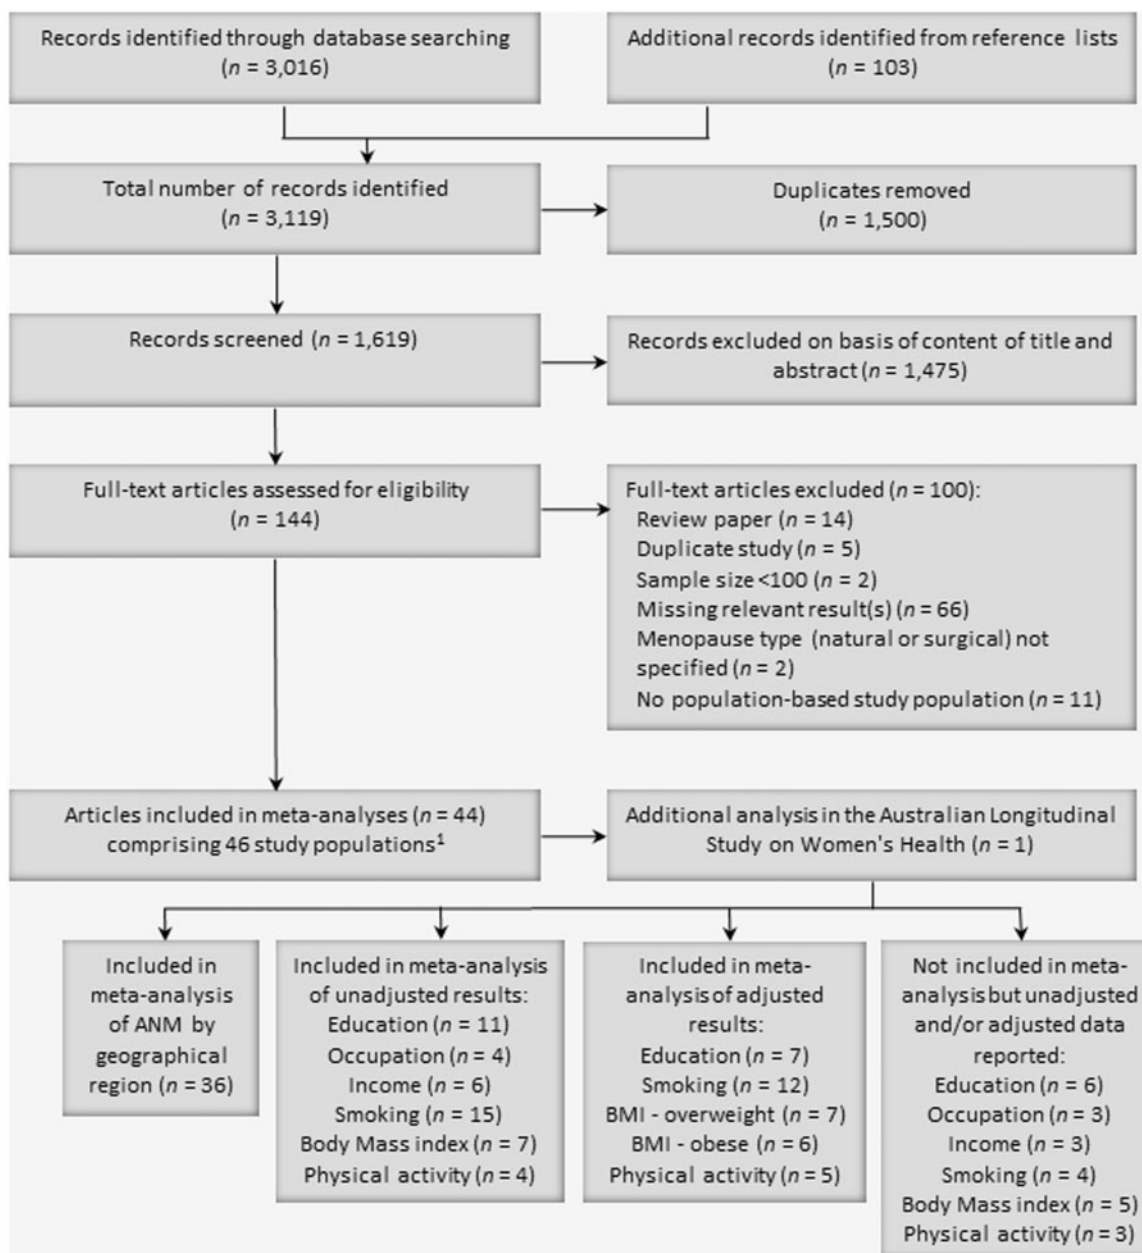 Records identified through database searching
(n = 3,016)
Additional records identified from reference lists
(n = 103)
Total number of records identified
(n = 3,119)
Duplicates removed
(n = 1,500)
Records screened (n = 1,619)
Records excluded on basis of content of title and
abstract (n = 1,475)
Full-text articles assessed for eligibility
(n = 144)
Full-text articles excluded (n = 100):
Review paper (n = 14)
Duplicate study (n = 5)
Sample size <100 (n = 2)
Missing relevant result(s) (n = 66)
Menopause type (natural or surgical) not
specified (n = 2)
No population-based study population (n = 11)
Articles included in meta-analyses (n = 44)
comprising 46 study populations¹
Additional analysis in the Australian Longitudinal
Study on Women's Health (n = 1)
Included in
meta-analysis
of ANM by
geographical
region (n = 36)
Included in meta-analysis
of unadjusted results:
Education (n = 11)
Occupation (n = 4)
Income (n = 6)
Smoking (n = 15)
Body Mass index (n = 7)
Physical activity (n = 4)
Included in meta-
analysis of adjusted
results:
Education (n = 7)
Smoking (n = 12)
BMI - overweight (n = 7)
BMI - obese (n = 6)
Physical activity (n = 5)
Not included in meta-
analysis but unadjusted
and/or adjusted data
reported:
Education (n = 6)
Occupation (n = 3)
Income (n = 3)
Smoking (n = 4)
Body Mass index (n = 5)
Physical activity (n = 3)